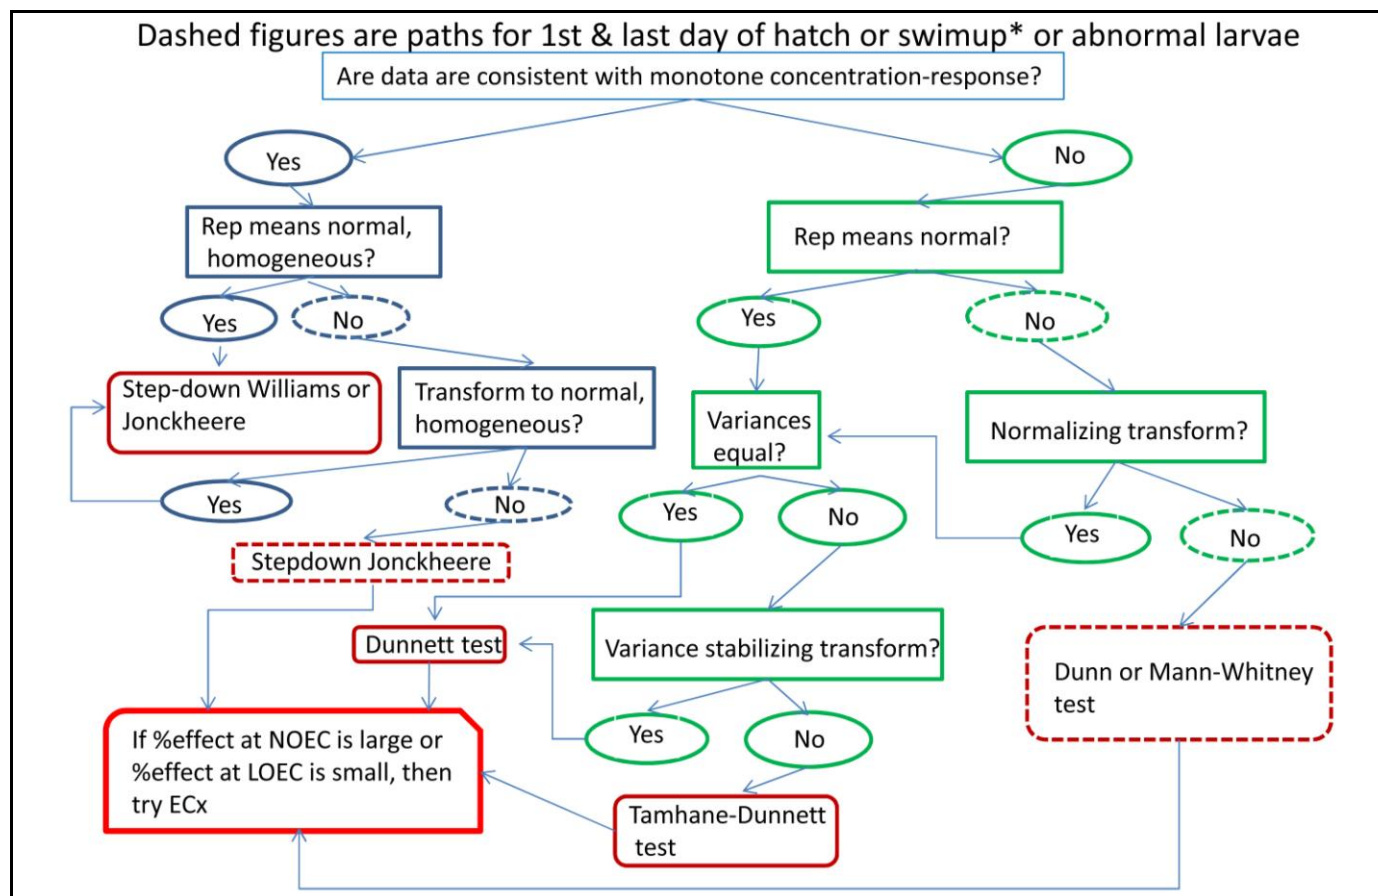 Dashed figures are paths for 1st & last day of hatch or swimup* or abnormal larvae
Are data are consistent with monotone concentration-response?
Yes
No
Rep means normal,
homogeneous?
Rep means normal?
Yes
No
Yes
No
Step-down Williams or
Jonckheere
Transform to normal,
homogeneous?
Variances
equal?
Normalizing transform?
Yes
No
Yes
No
Yes
No
Stepdown Jonckheere
Dunnett test
Variance stabilizing transform?
Dunn or Mann-Whitney
test
Yes
No
If %effect at NOEC is large or
%effect at LOEC is small, then
try ECx
Tamhane-Dunnett
test